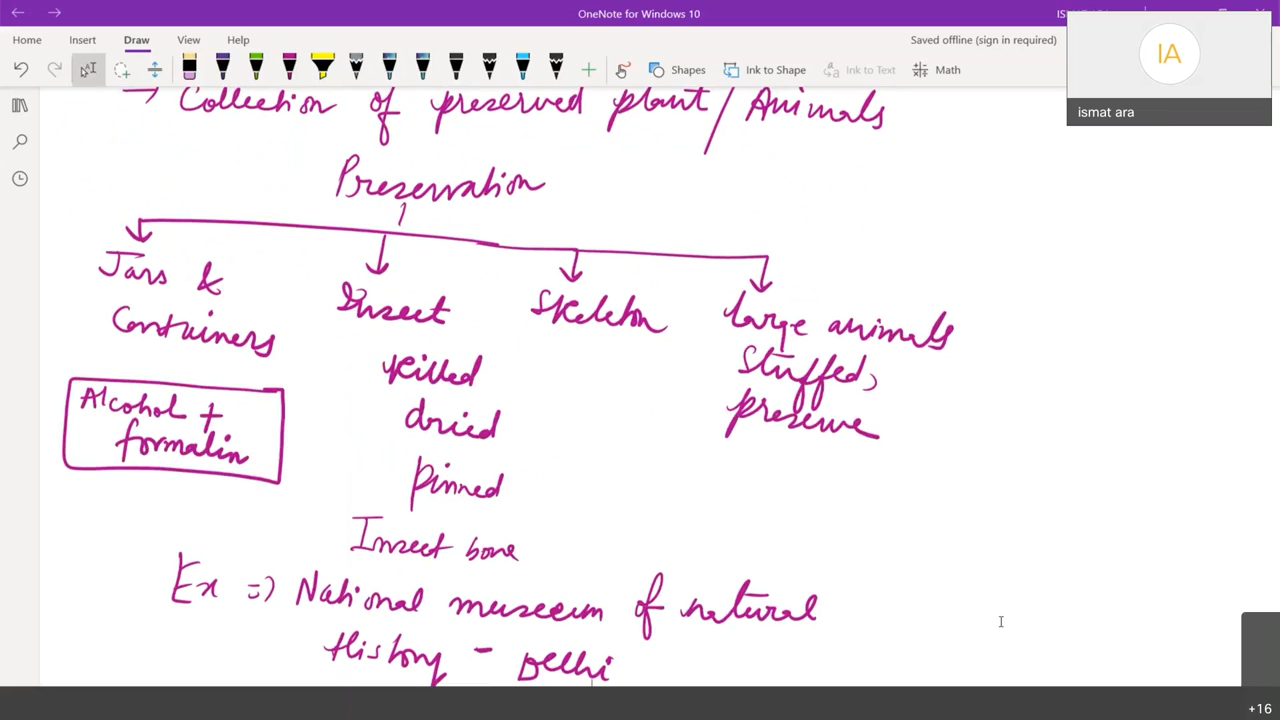 OneNote for Windows 10
Home Insert Draw View Help
Saved offline (sign in required)
IA
ismat ara
Shapes Ink to Shape Ink to Text Math
→ Collection of preserved plant/Animals
Preservation
Jars &
Containers
Alcohol +
formalin
Insect
killed
dried
pinned
Insect bone
Skeleton
large animals
Stuffed,
preserve
Ex => National museum of natural
History - Delhi
+16